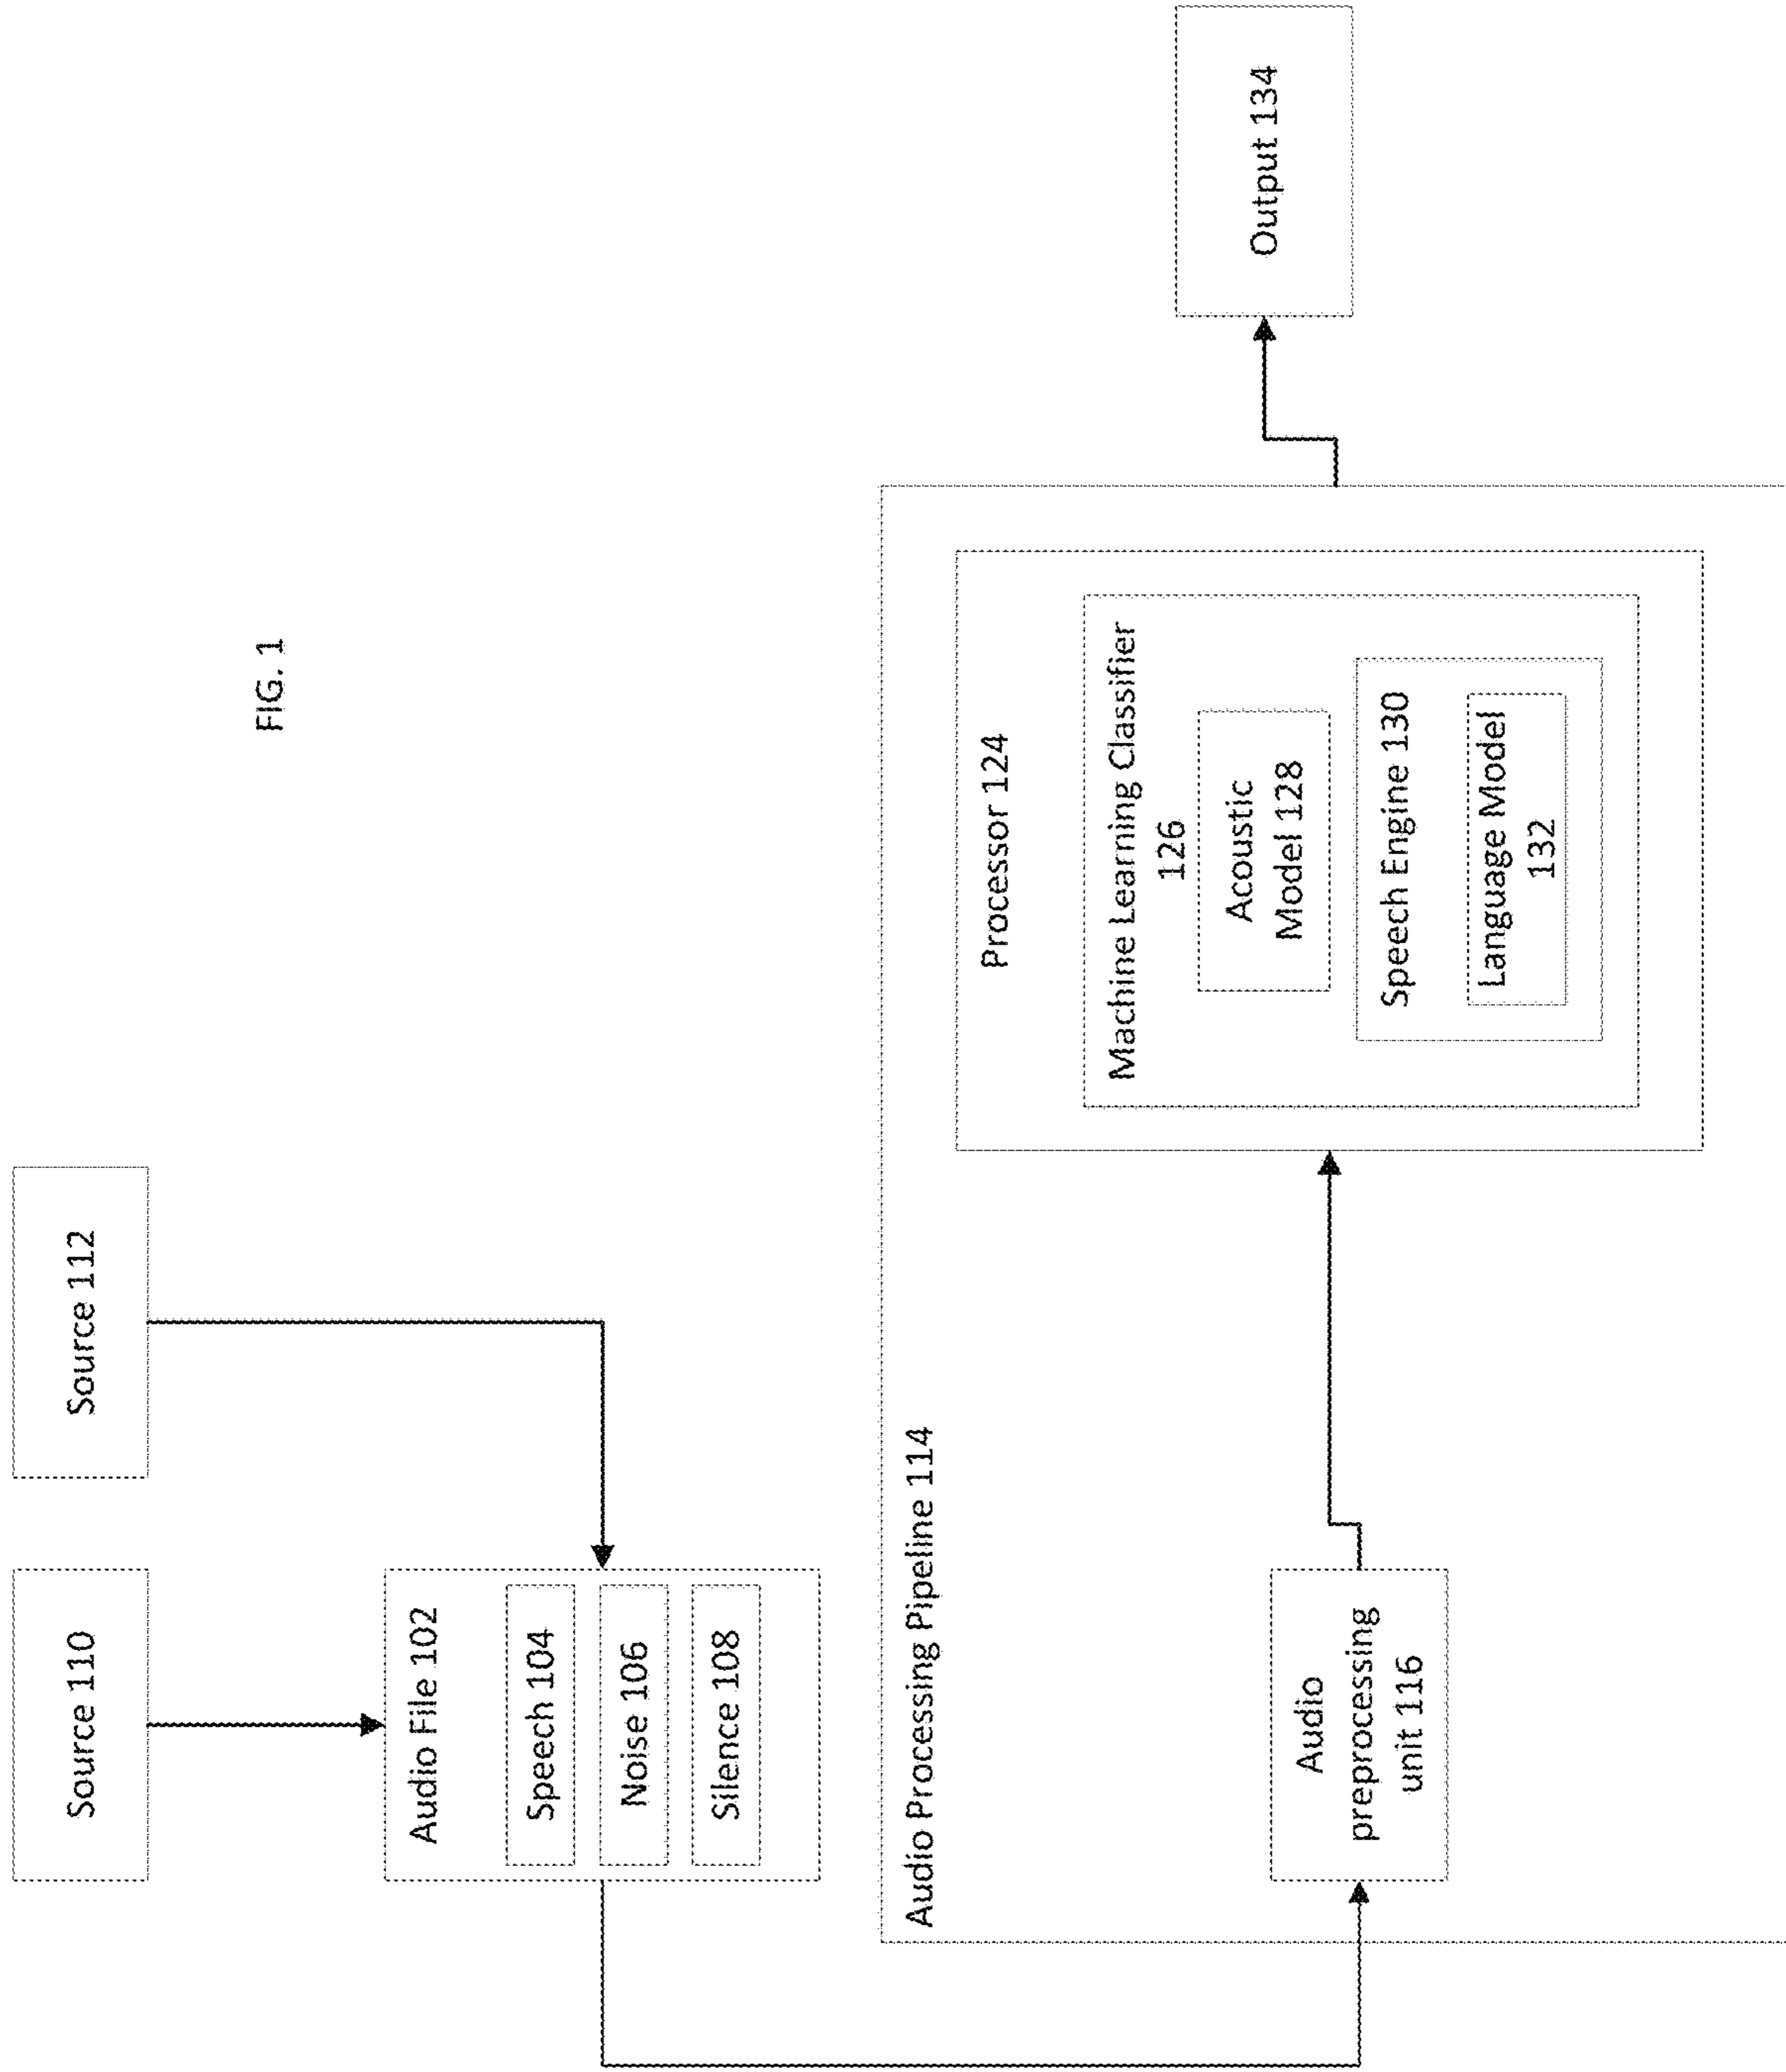 Source 110
Source 112
FIG. 1
Audio File 102
Speech 104
Noise 106
Silence 108
Audio Processing Pipeline 114
Audio
preprocessing
unit 116
Processor 124
Machine Learning Classifier
126
Acoustic
Model 128
Speech Engine 130
Language Model
132
Output 134